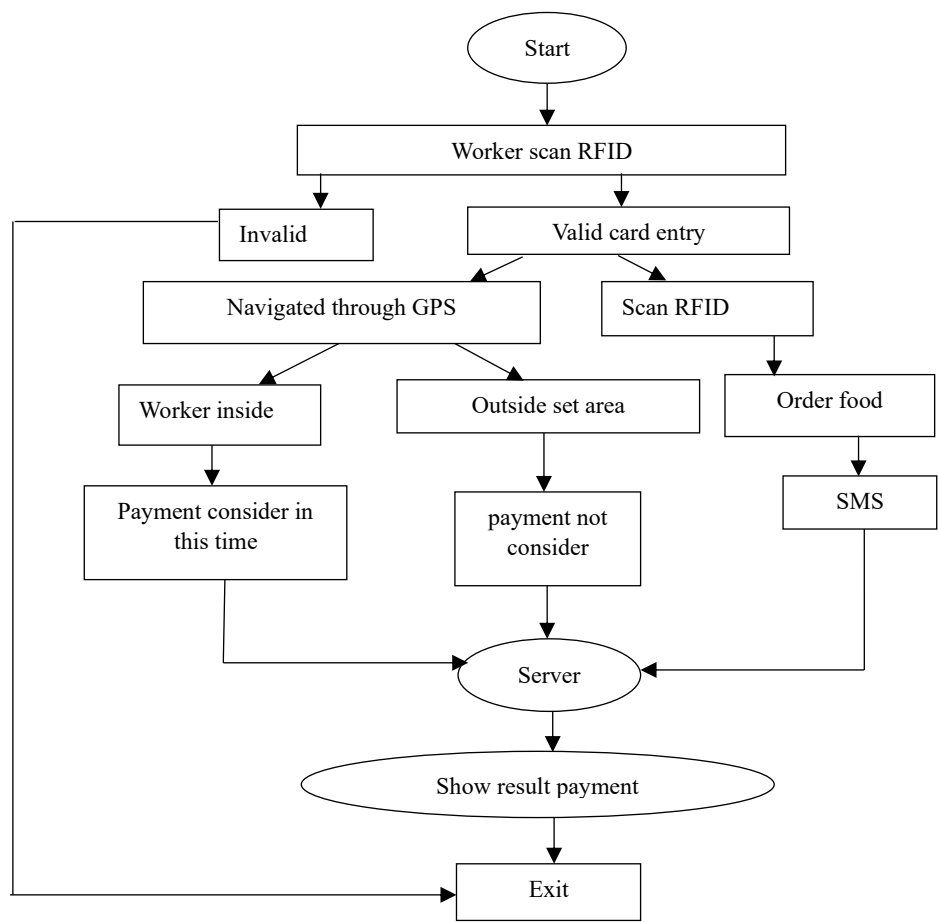 Start
Worker scan RFID
Invalid
Valid card entry
Navigated through GPS
Scan RFID
Worker inside
Outside set area
Order food
Payment consider in
this time
payment not
consider
SMS
Server
Show result payment
Exit